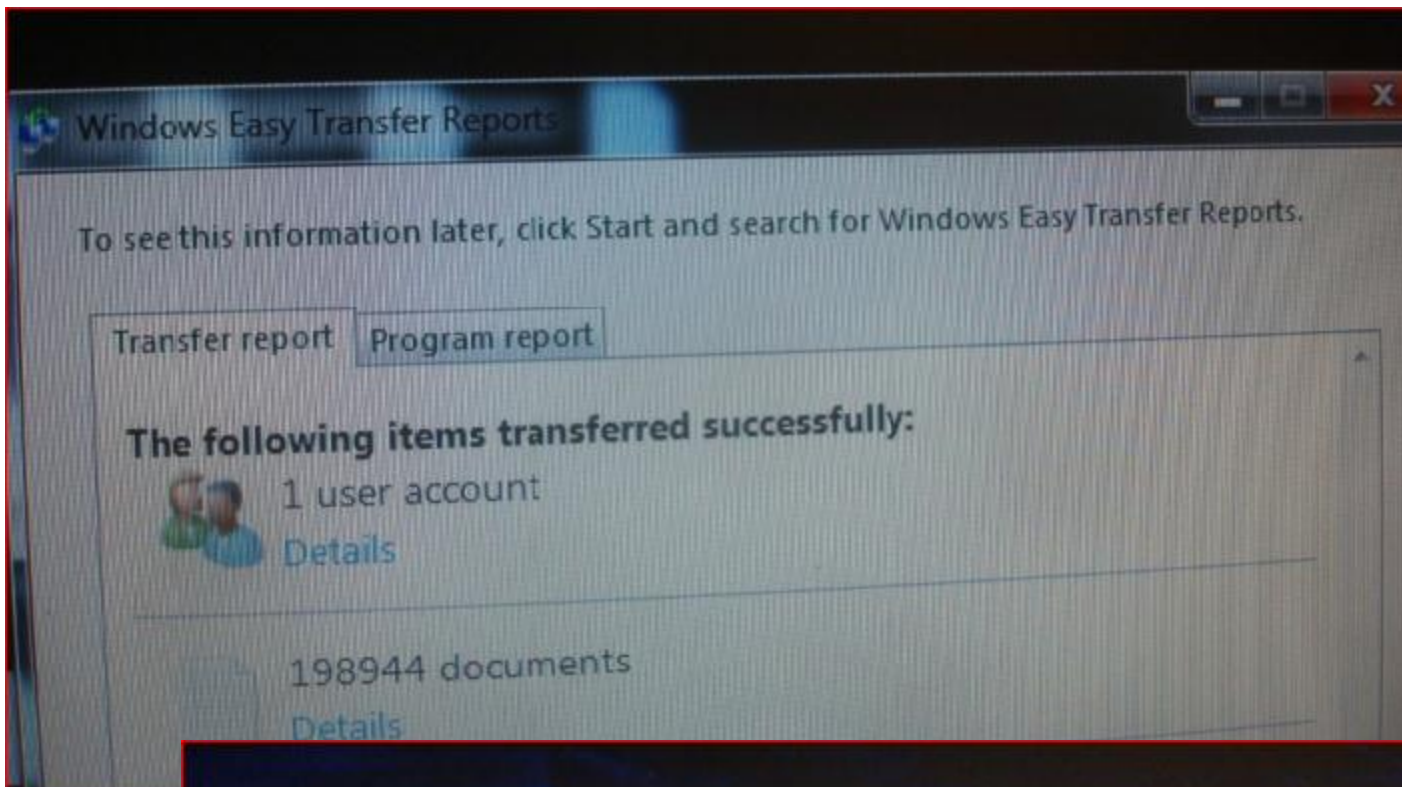 Windows Easy Transfer Reports
To see this information later, click Start and search for Windows Easy Transfer Reports.
Transfer report
Program report
The following items transferred successfully:
1 user account
Details
198944 documents
Details